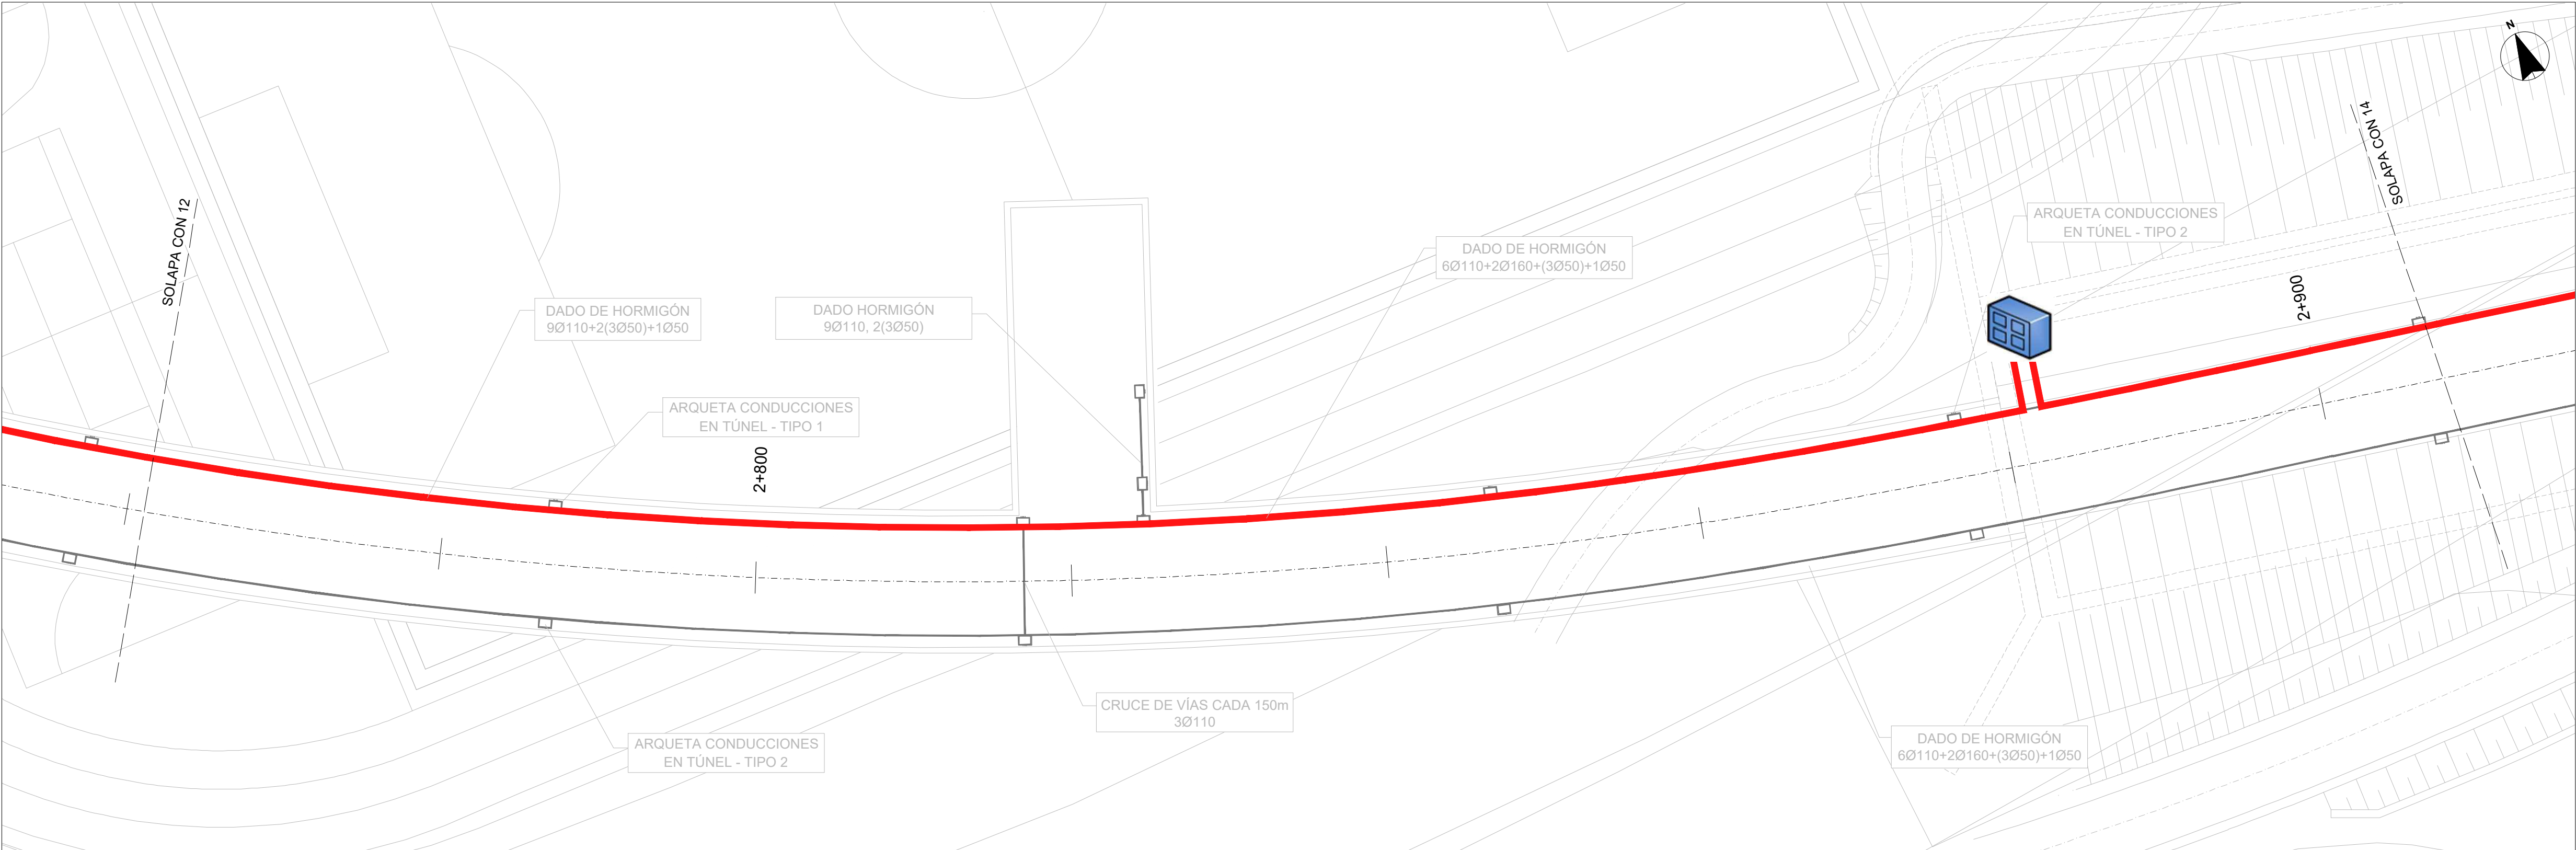 N
SOLAPA CON 12
SOLAPA CON 14
ARQUETA CONDUCCIONES
EN TÚNEL - TIPO 2
DADO DE HORMIGÓN
6Ø110+2Ø160+(3Ø50)+1Ø50
DADO DE HORMIGÓN
9Ø110+2(3Ø50)+1Ø50
DADO HORMIGÓN
9Ø110, 2(3Ø50)
2+900
ARQUETA CONDUCCIONES
EN TÚNEL - TIPO 1
2+800
CRUCE DE VÍAS CADA 150m
3Ø110
ARQUETA CONDUCCIONES
EN TÚNEL - TIPO 2
DADO DE HORMIGÓN
6Ø110+2Ø160+(3Ø50)+1Ø50